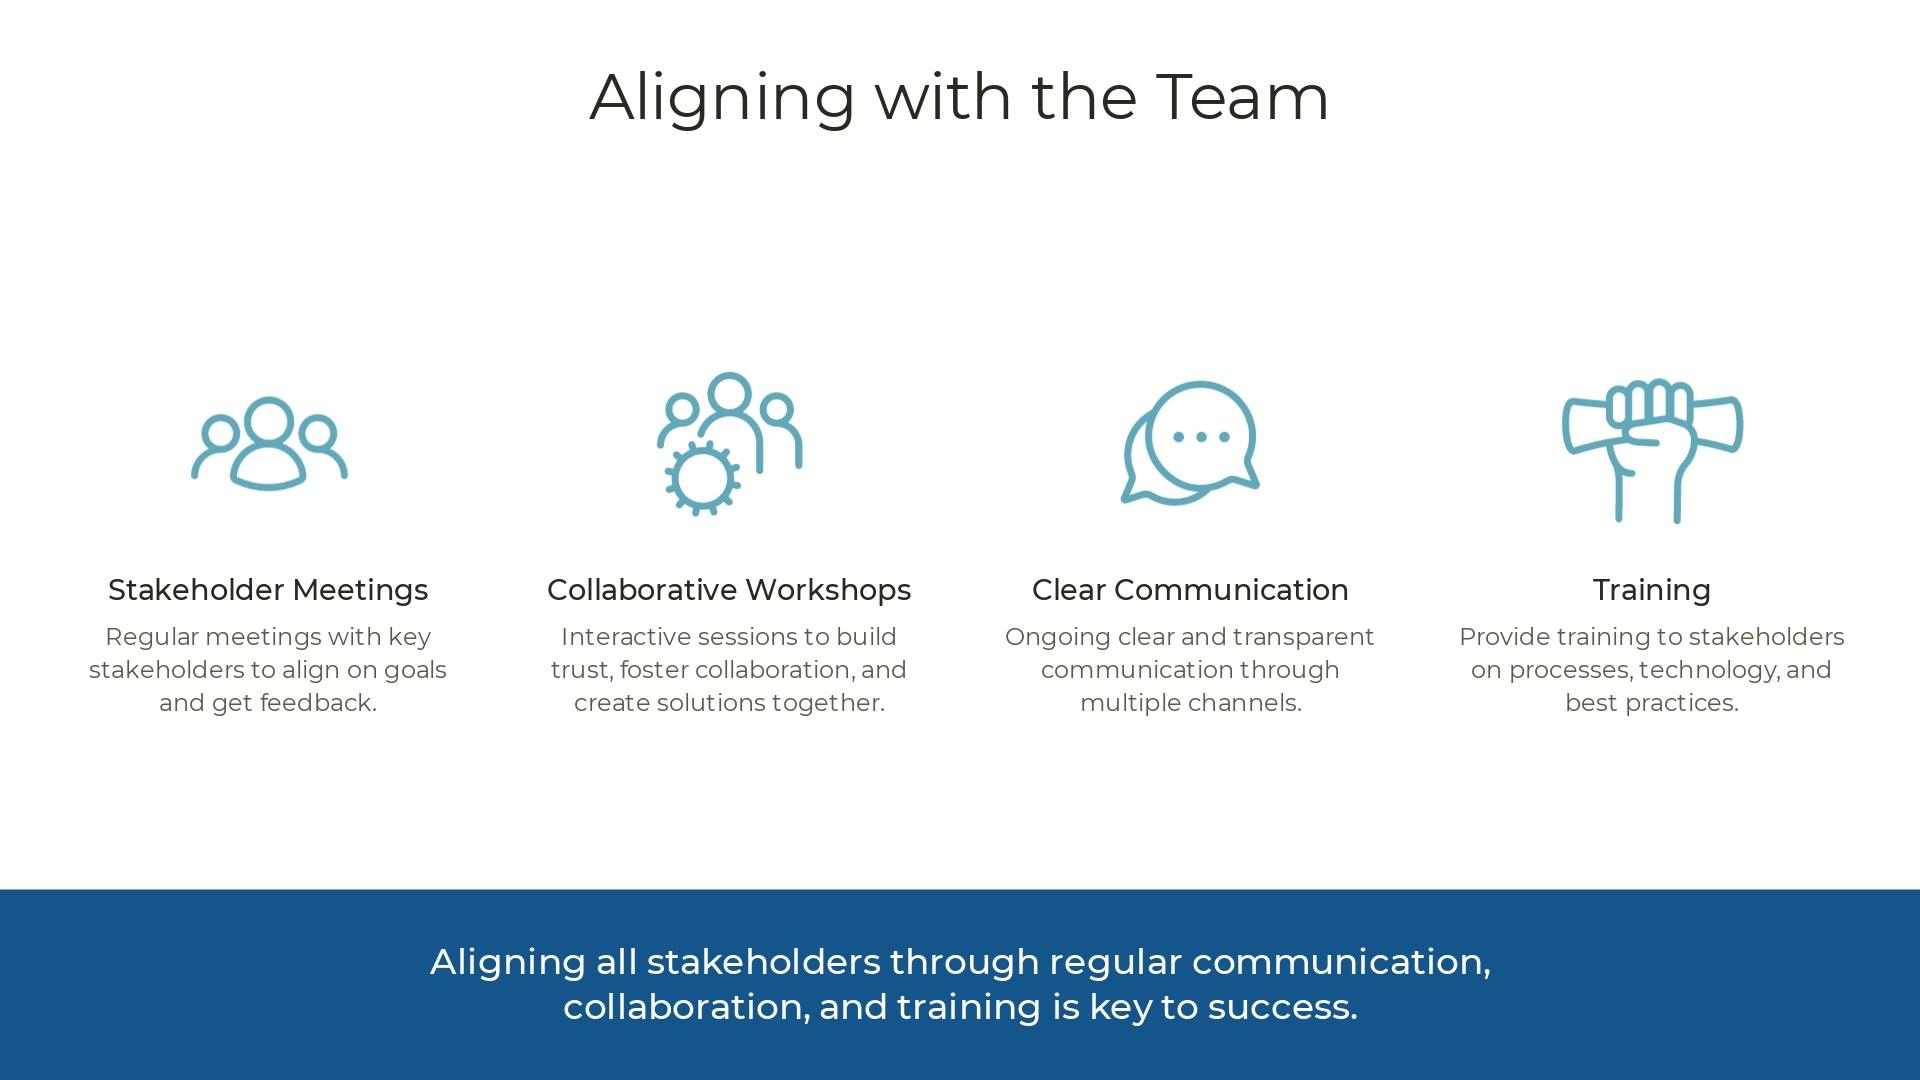 Aligning with the Team
Stakeholder Meetings
Regular meetings with key
stakeholders to align on goals
and get feedback.
Collaborative Workshops
Interactive sessions to build
trust, foster collaboration, and
create solutions together.
Clear Communication
Ongoing clear and transparent
communication through
multiple channels.
Training
Provide training to stakeholders
on processes, technology, and
best practices.
Aligning all stakeholders through regular communication,
collaboration, and training is key to success.